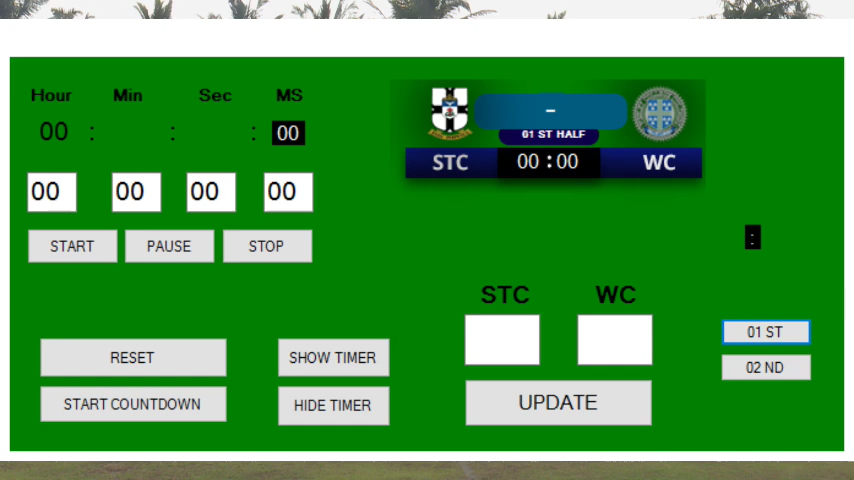 Hour Min Sec MS
00 : : : 00
00 00 00 00
START PAUSE STOP
RESET SHOW TIMER
START COUNTDOWN HIDE TIMER
-
01 ST HALF
STC 00 : 00 WC
:
STC WC
UPDATE
01 ST
02 ND